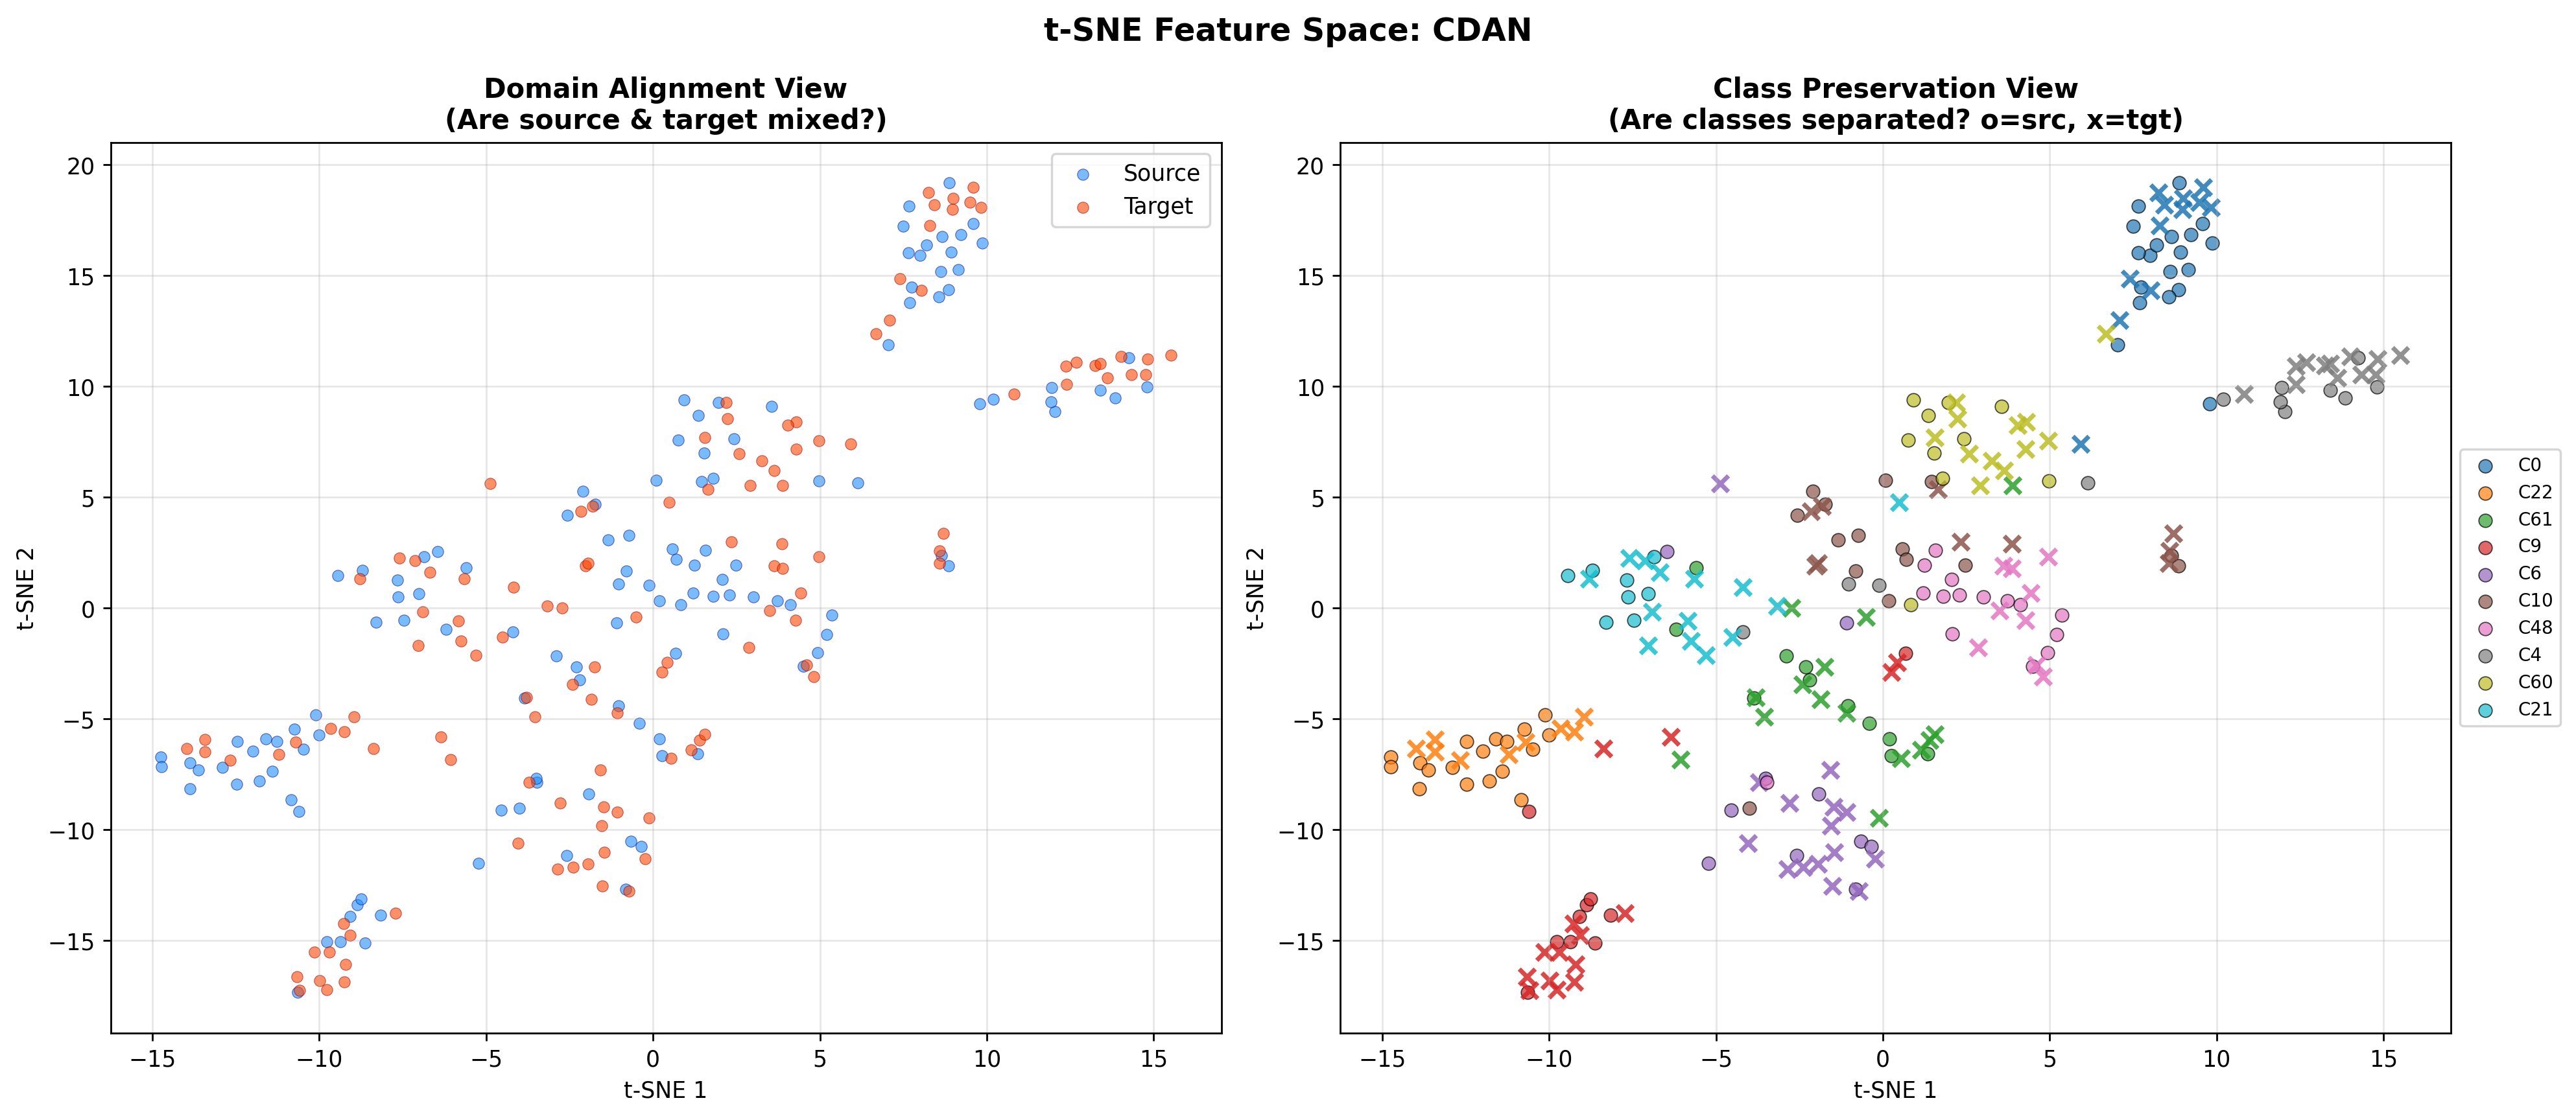 t-SNE Feature Space: CDAN
Domain Alignment View
(Are source & target mixed?)
Source
Target
20
15
10
5
0
−5
−10
−15
t-SNE 2
−15
−10
−5
0
5
10
15
t-SNE 1
Class Preservation View
(Are classes separated? o=src, x=tgt)
20
15
10
5
0
−5
−10
−15
t-SNE 2
−15
−10
−5
0
5
10
15
t-SNE 1
C0
C22
C61
C9
C6
C10
C48
C4
C60
C21